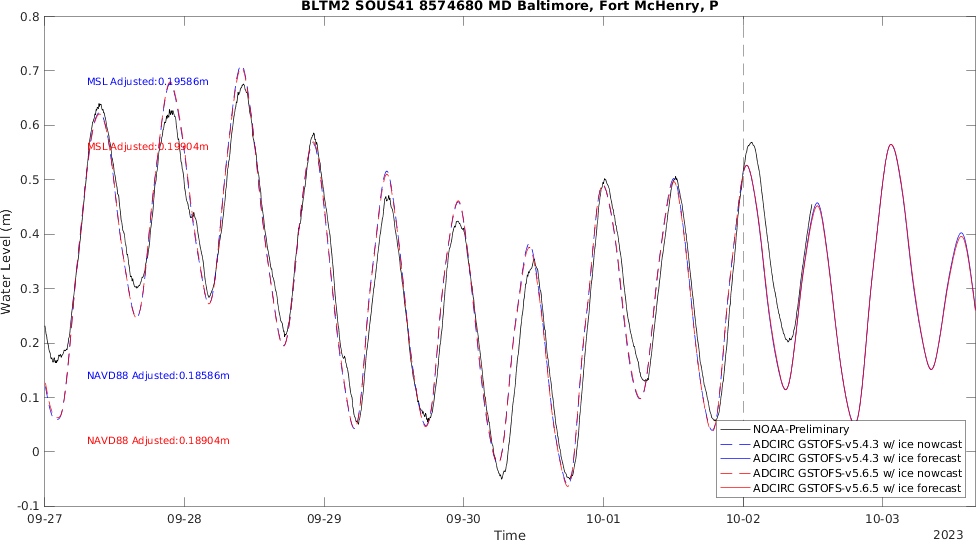 BLTM2 SOUS41 8574680 MD Baltimore, Fort McHenry, P
0.8
0.7
0.6
0.5
0.4
0.3
0.2
0.1
0
-0.1
Water Level (m)
MSL Adjusted:0.19586m
MSL Adjusted:0.19904m
NAVD88 Adjusted:0.18586m
NAVD88 Adjusted:0.18904m
NOAA-Preliminary
ADCIRC GSTOFS-v5.4.3 w/ ice nowcast
ADCIRC GSTOFS-v5.4.3 w/ ice forecast
ADCIRC GSTOFS-v5.6.5 w/ ice nowcast
ADCIRC GSTOFS-v5.6.5 w/ ice forecast
09-27 09-28 09-29 09-30 10-01 10-02 10-03
Time
2023